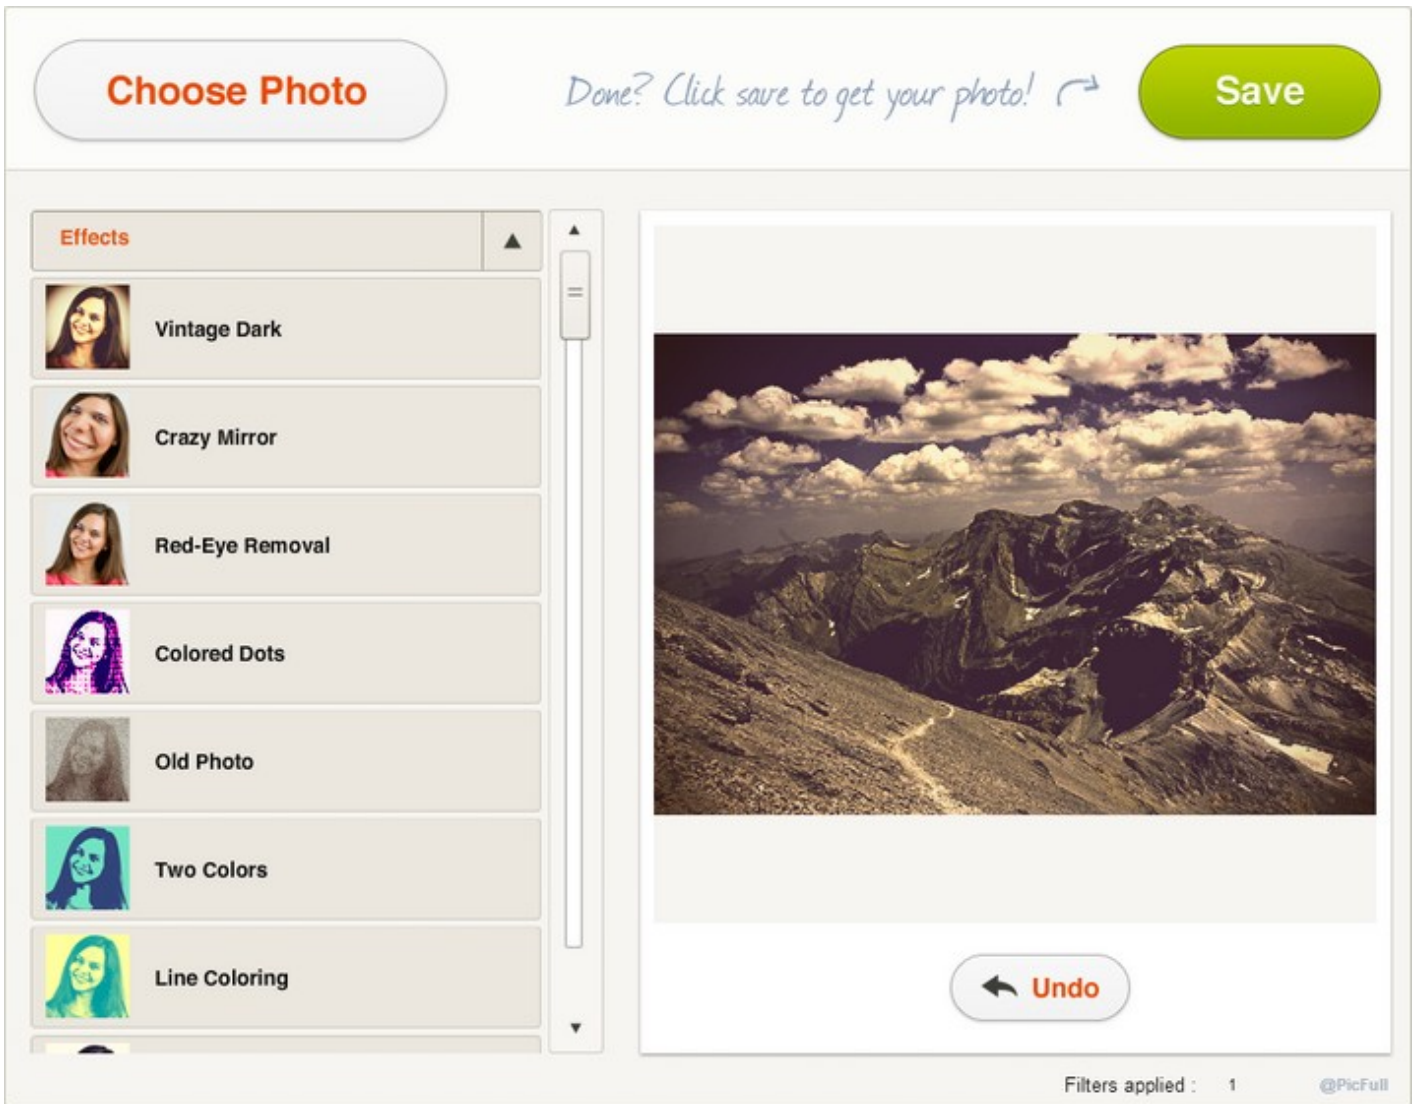 Choose Photo
Done? Click save to get your photo!
Save
Effects
Vintage Dark
Crazy Mirror
Red-Eye Removal
Colored Dots
Old Photo
Two Colors
Line Coloring
Undo
Filters applied : 1
@PicFull